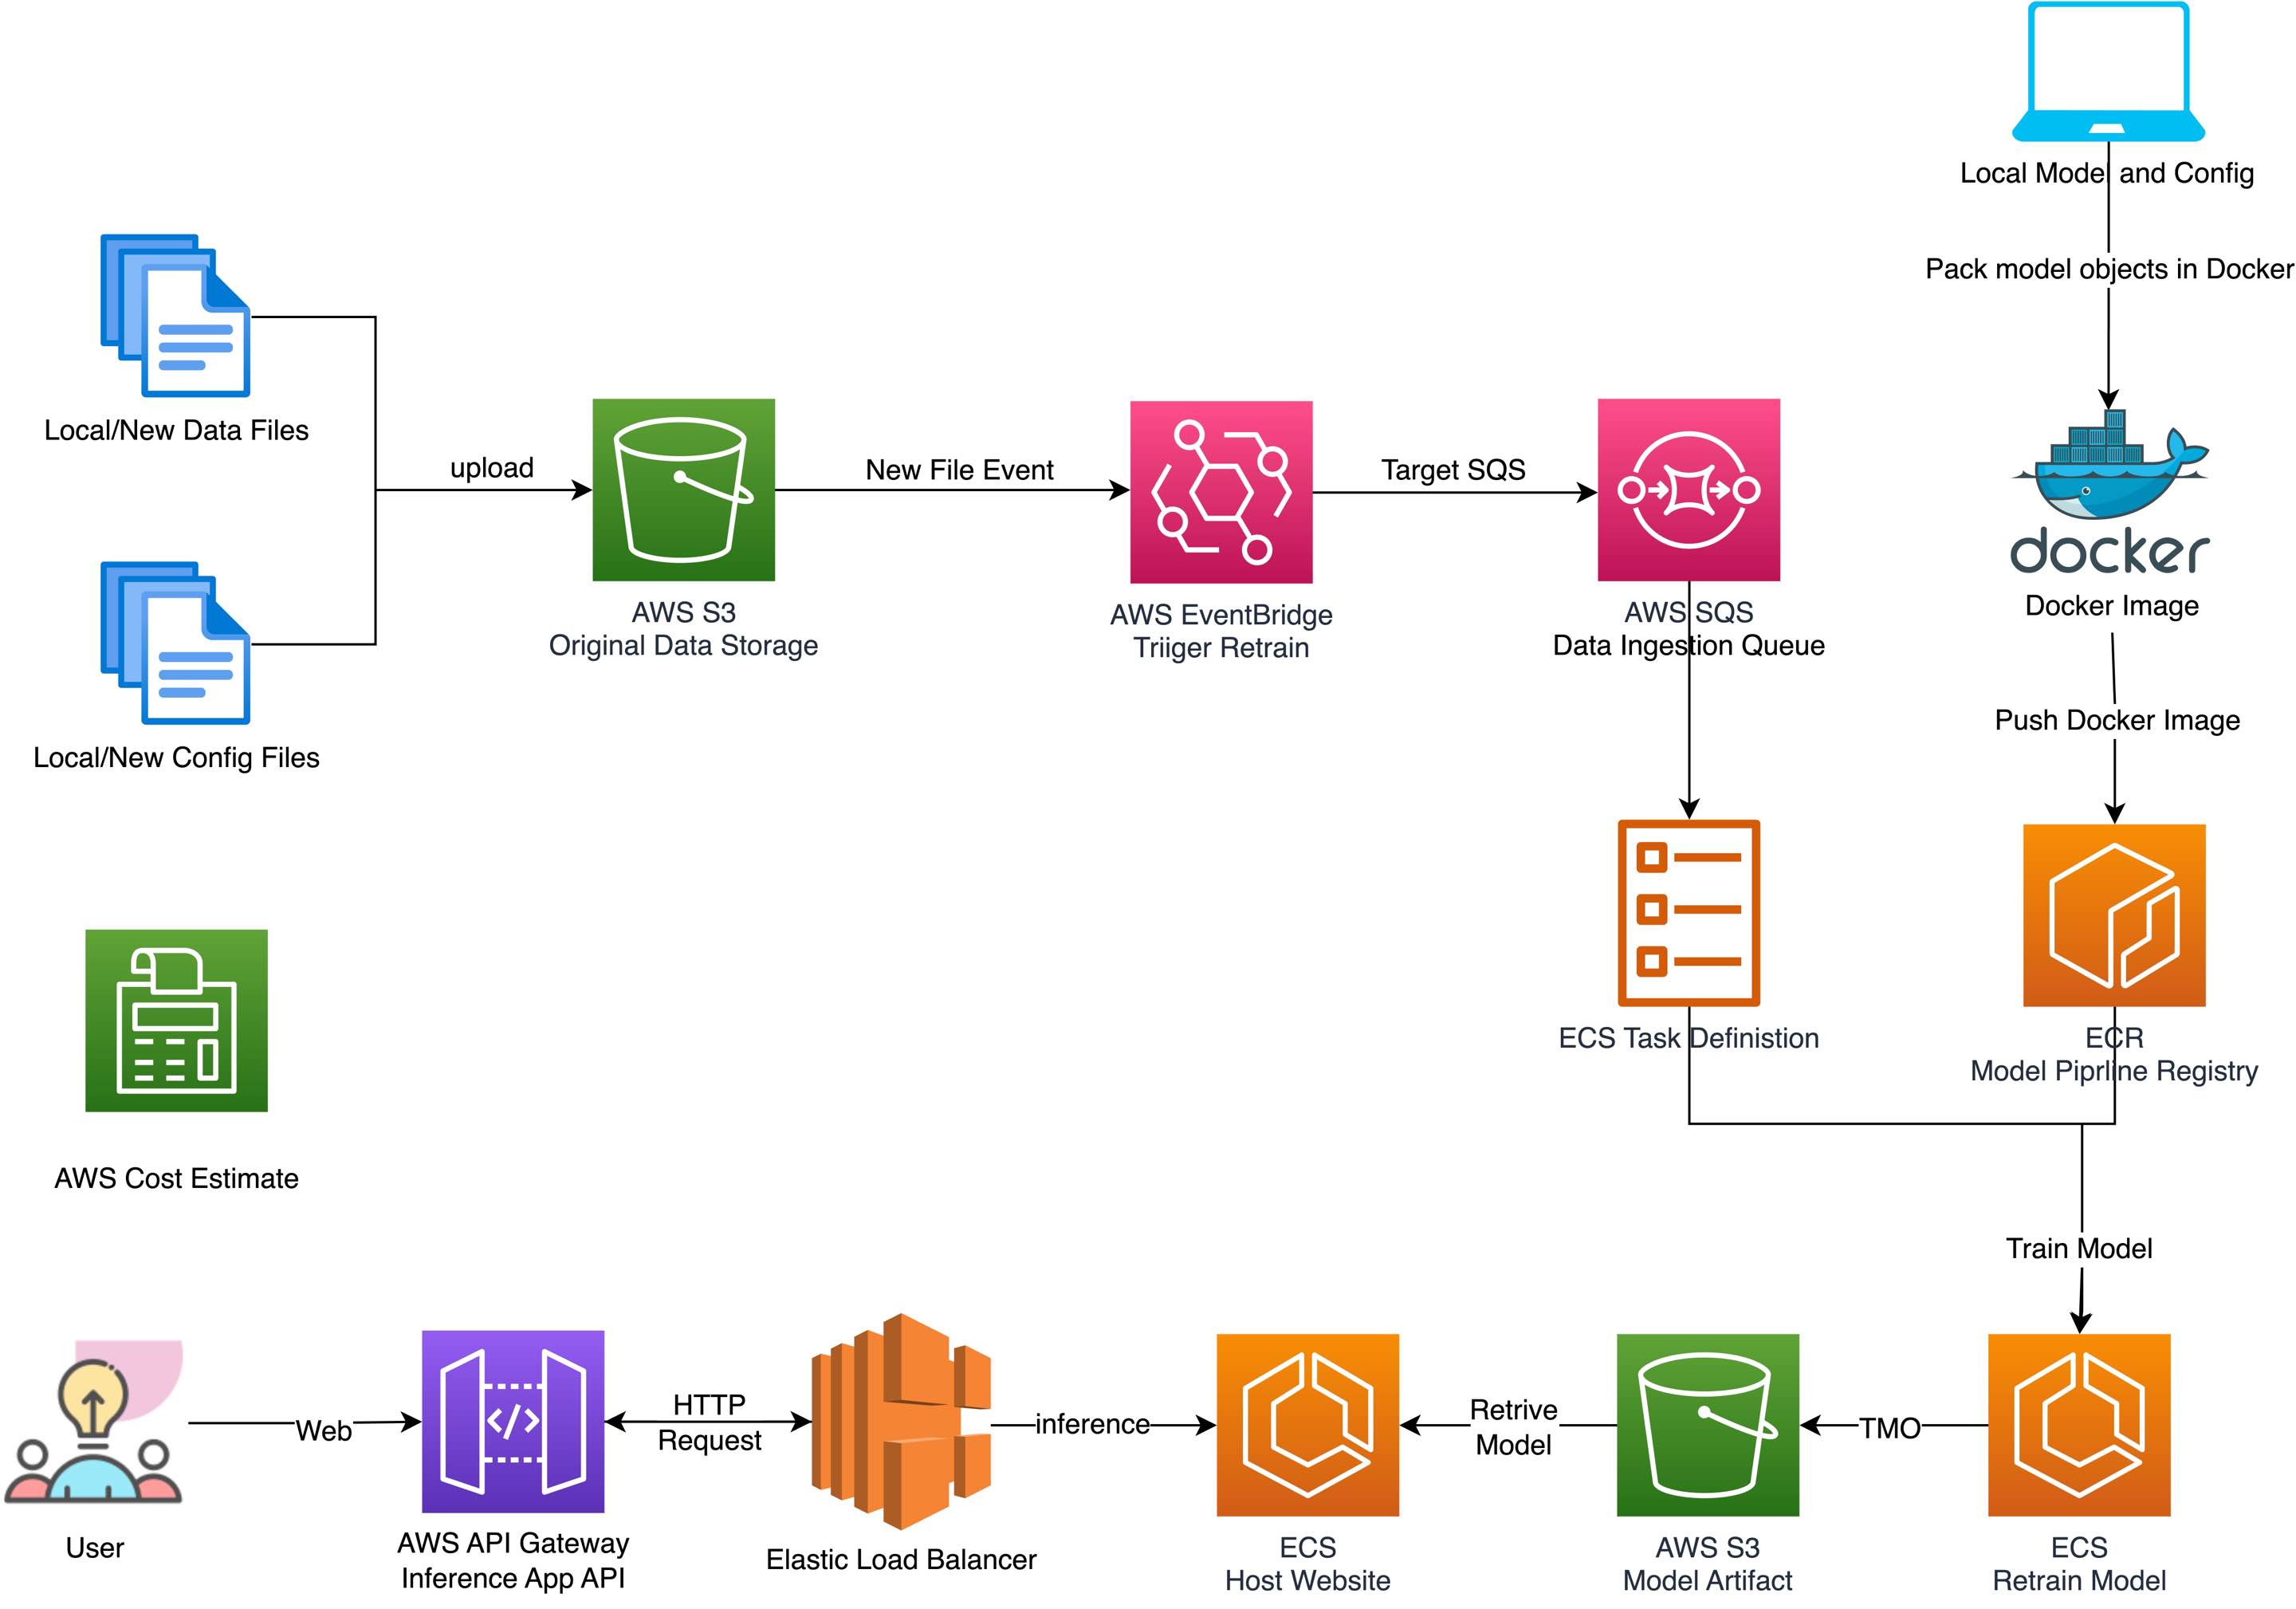 Local Model and Config
Pack model objects in Docker
Local/New Data Files
upload
New File Event
Target SQS
docker
Docker Image
AWS S3
Original Data Storage
AWS EventBridge
Triiger Retrain
AWS SQS
Data Ingestion Queue
Push Docker Image
Local/New Config Files
ECS Task Definistion
ECR
Model Piprline Registry
AWS Cost Estimate
Train Model
Web
HTTP
Request
inference
Retrive
Model
TMO
User
AWS API Gateway
Inference App API
Elastic Load Balancer
ECS
Host Website
AWS S3
Model Artifact
ECS
Retrain Model